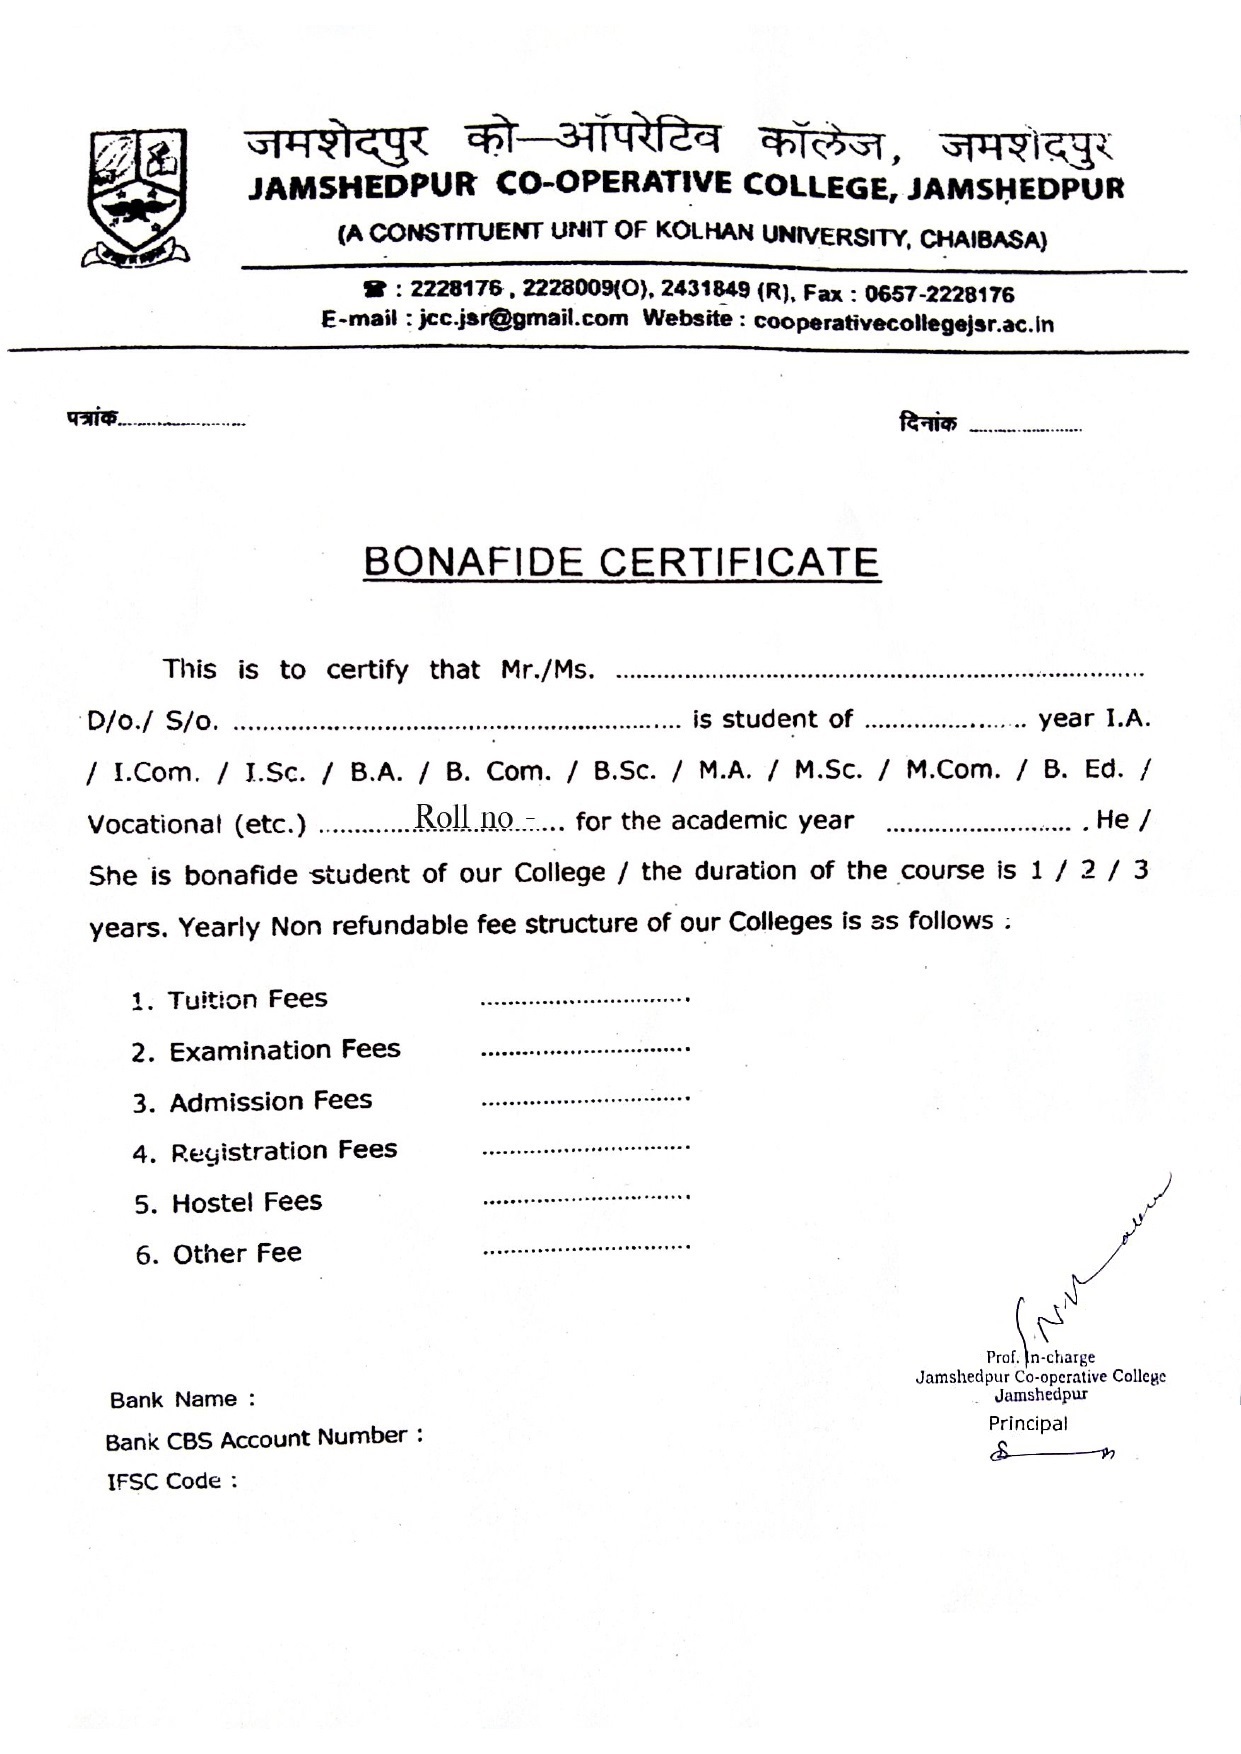 जमशेदपुर को—ऑपरेटिव कॉलेज, जमशेदपुर
JAMSHEDPUR CO-OPERATIVE COLLEGE, JAMSHEDPUR
(A CONSTITUENT UNIT OF KOLHAN UNIVERSITY, CHAIBASA)
☎ : 2228176 , 2228009(O), 2431849 (R), Fax : 0657-2228176
E-mail : jcc.jsr@gmail.com Website : cooperativecollegejsr.ac.in
पत्रांक........................ दिनांक ......................
BONAFIDE CERTIFICATE
This is to certify that Mr./Ms. ................................................
D/o./ S/o. ................................................ is student of ...................... year I.A.
/ I.Com. / I.Sc. / B.A. / B. Com. / B.Sc. / M.A. / M.Sc. / M.Com. / B. Ed. /
Vocational (etc.) ............Roll no -.... for the academic year ........................... . He /
She is bonafide student of our College / the duration of the course is 1 / 2 / 3
years. Yearly Non refundable fee structure of our Colleges is as follows :
1. Tuition Fees ..............................
2. Examination Fees ..............................
3. Admission Fees ..............................
4. Registration Fees ..............................
5. Hostel Fees ..............................
6. Other Fee ..............................
Prof. In-charge
Jamshedpur Co-operative College
Jamshedpur
Principal
Bank Name :
Bank CBS Account Number :
IFSC Code :